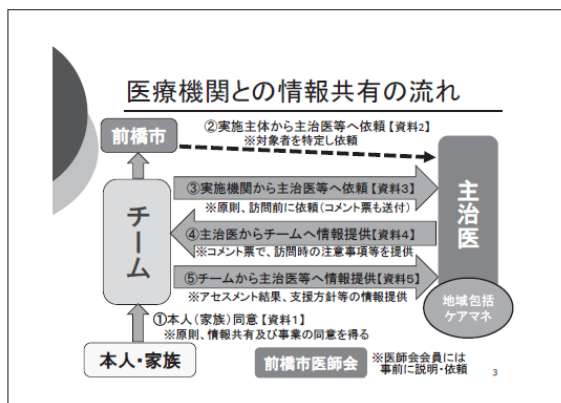 医療機関との情報共有の流れ
前橋市
②実施主体から主治医等へ依頼【資料2】
※対象者を特定し依頼
チーム
主治医
③実施機関から主治医等へ依頼【資料3】
※原則、訪問前に依頼(コメント票も送付)
④主治医からチームへ情報提供【資料4】
※コメント票で、訪問時の注意事項等を提供
⑤チームから主治医等へ情報提供【資料5】
※アセスメント結果、支援方針等の情報提供
地域包括
ケアマネ
①本人(家族)同意【資料1】
※原則、情報共有及び事業の同意を得る
本人・家族
前橋市医師会
※医師会会員には
事前に説明・依頼
3